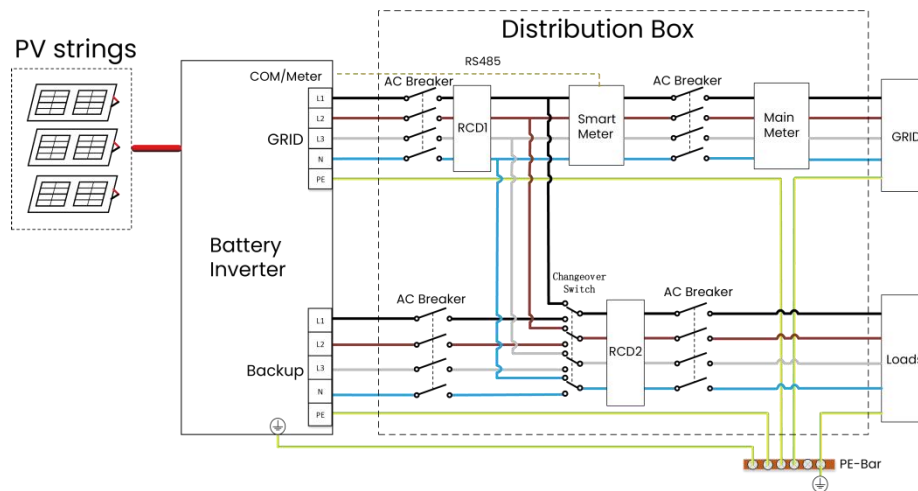 Distribution Box
PV strings
COM/Meter
RS485
AC Breaker
AC Breaker
L1
L2
GRID
L3
N
PE
RCD1
Smart
Meter
Main
Meter
GRID
Battery
Inverter
Changeover
Switch
AC Breaker
AC Breaker
L1
L2
Backup
L3
N
PE
RCD2
Loads
PE-Bar